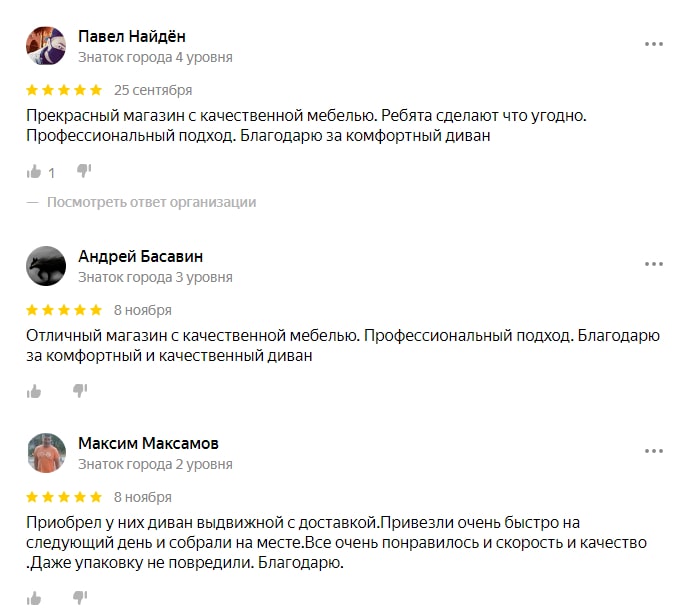 Павел Найдён
Знаток города 4 уровня
25 сентября
Прекрасный магазин с качественной мебелью. Ребята сделают что угодно.
Профессиональный подход. Благодарю за комфортный диван
1
— Посмотреть ответ организации
Андрей Басавин
Знаток города 3 уровня
8 ноября
Отличный магазин с качественной мебелью. Профессиональный подход. Благодарю
за комфортный и качественный диван
Максим Максамов
Знаток города 2 уровня
8 ноября
Приобрел у них диван выдвижной с доставкой.Привезли очень быстро на
следующий день и собрали на месте.Все очень понравилось и скорость и качество
.Даже упаковку не повредили. Благодарю.